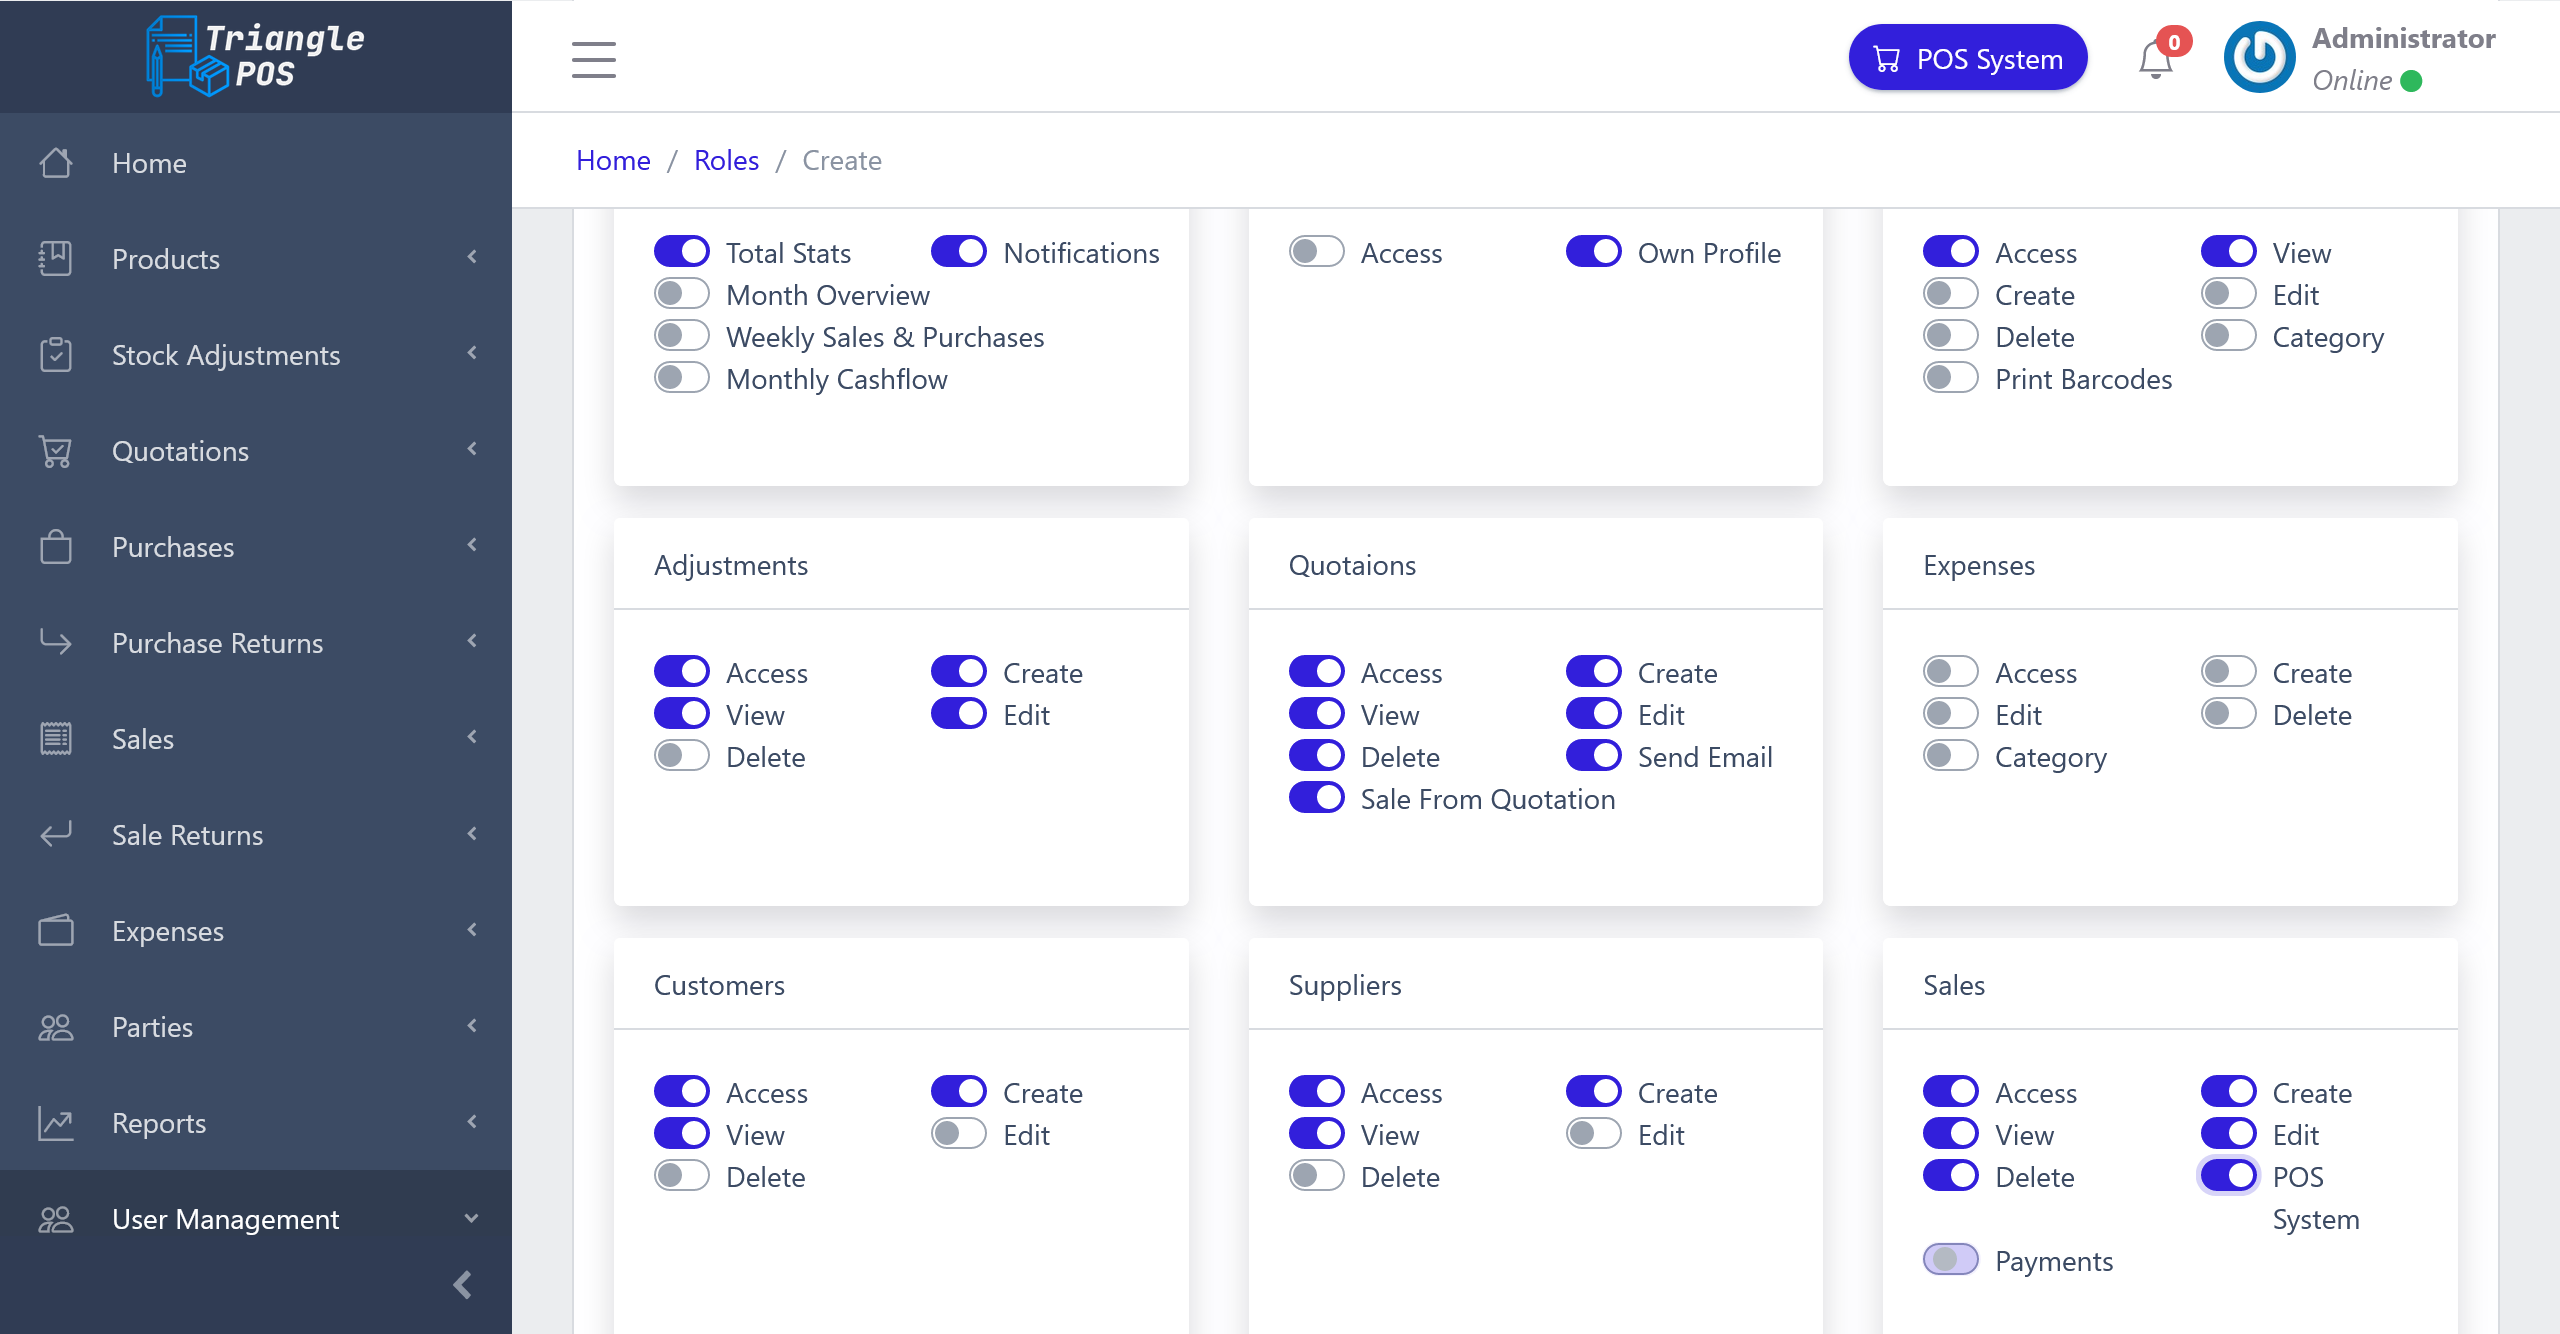 Triangle
POS
Home
Products
Stock Adjustments
Quotations
Purchases
Purchase Returns
Sales
Sale Returns
Expenses
Parties
Reports
User Management
POS System
0
Administrator
Online
Home / Roles / Create
Total Stats
Notifications
Month Overview
Weekly Sales & Purchases
Monthly Cashflow
Access
Own Profile
Access
View
Create
Edit
Delete
Category
Print Barcodes
Adjustments
Access
Create
View
Edit
Delete
Quotaions
Access
Create
View
Edit
Delete
Send Email
Sale From Quotation
Expenses
Access
Create
Edit
Delete
Category
Customers
Access
Create
View
Edit
Delete
Suppliers
Access
Create
View
Edit
Delete
Sales
Access
Create
View
Edit
Delete
POS
System
Payments